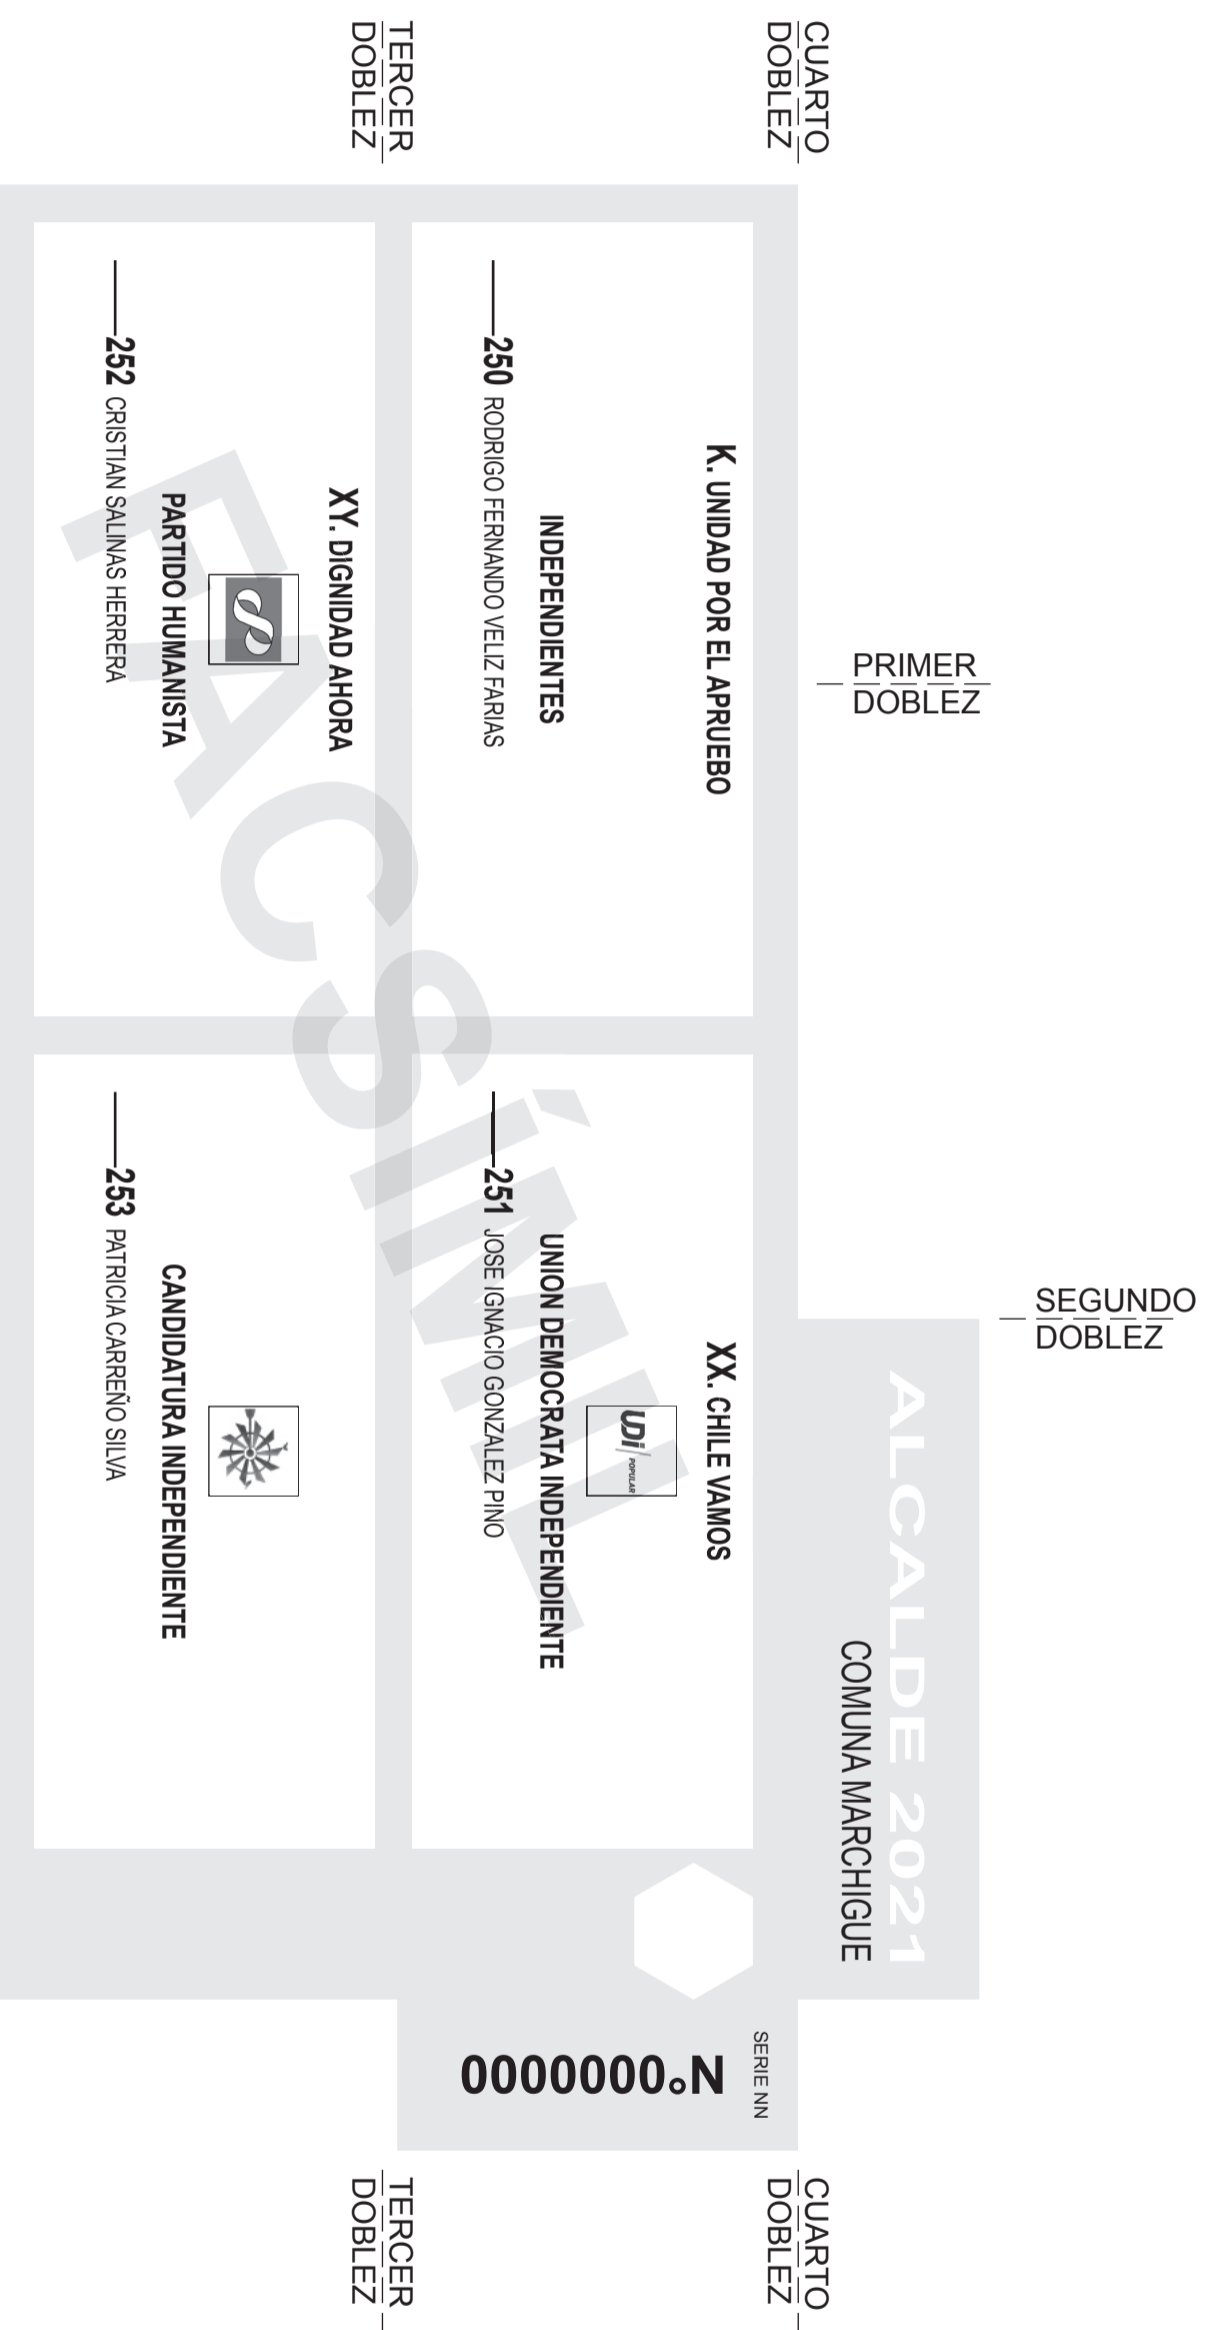 CUARTO
DOBLEZ
TERCER
DOBLEZ
PRIMER
DOBLEZ
SEGUNDO
DOBLEZ
ALCALDE 2021
COMUNA MARCHIGUE
K. UNIDAD POR EL APRUEBO
INDEPENDIENTES
250 RODRIGO FERNANDO VELIZ FARIAS
XX. CHILE VAMOS
UDi POPULAR
UNION DEMOCRATA INDEPENDIENTE
251 JOSE IGNACIO GONZALEZ PINO
XY. DIGNIDAD AHORA
PARTIDO HUMANISTA
252 CRISTIAN SALINAS HERRERA
CANDIDATURA INDEPENDIENTE
253 PATRICIA CARREÑO SILVA
FACSÍMIL
SERIE NN
N°0000000
CUARTO
DOBLEZ
TERCER
DOBLEZ